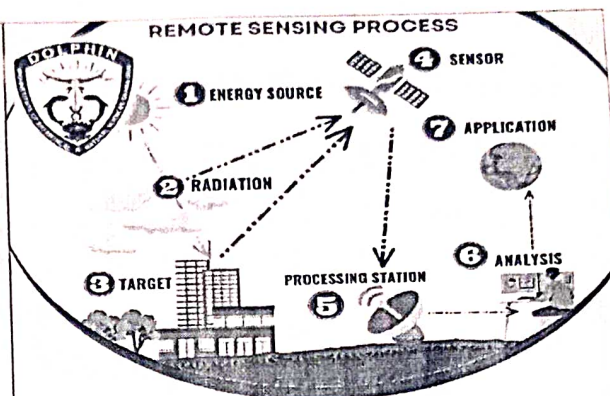 REMOTE SENSING PROCESS
DOLPHIN
1 ENERGY SOURCE
4 SENSOR
7 APPLICATION
2 RADIATION
6 ANALYSIS
3 TARGET
PROCESSING STATION
5